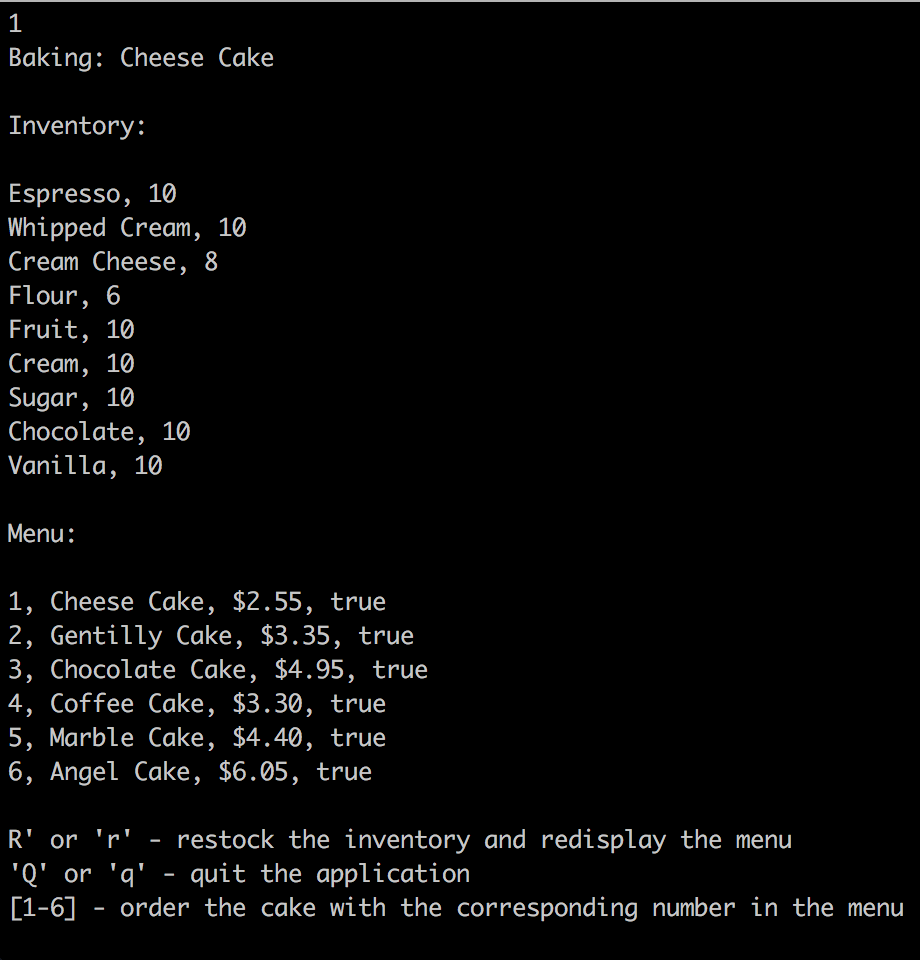 1
Baking: Cheese Cake
Inventory:
Espresso, 10
Whipped Cream, 10
Cream Cheese, 8
Flour, 6
Fruit, 10
Cream, 10
Sugar, 10
Chocolate, 10
Vanilla, 10
Menu:
1, Cheese Cake, $2.55, true
2, Gentilly Cake, $3.35, true
3, Chocolate Cake, $4.95, true
4, Coffee Cake, $3.30, true
5, Marble Cake, $4.40, true
6, Angel Cake, $6.05, true
R' or 'r' - restock the inventory and redisplay the menu
'Q' or 'q' - quit the application
[1-6] - order the cake with the corresponding number in the menu